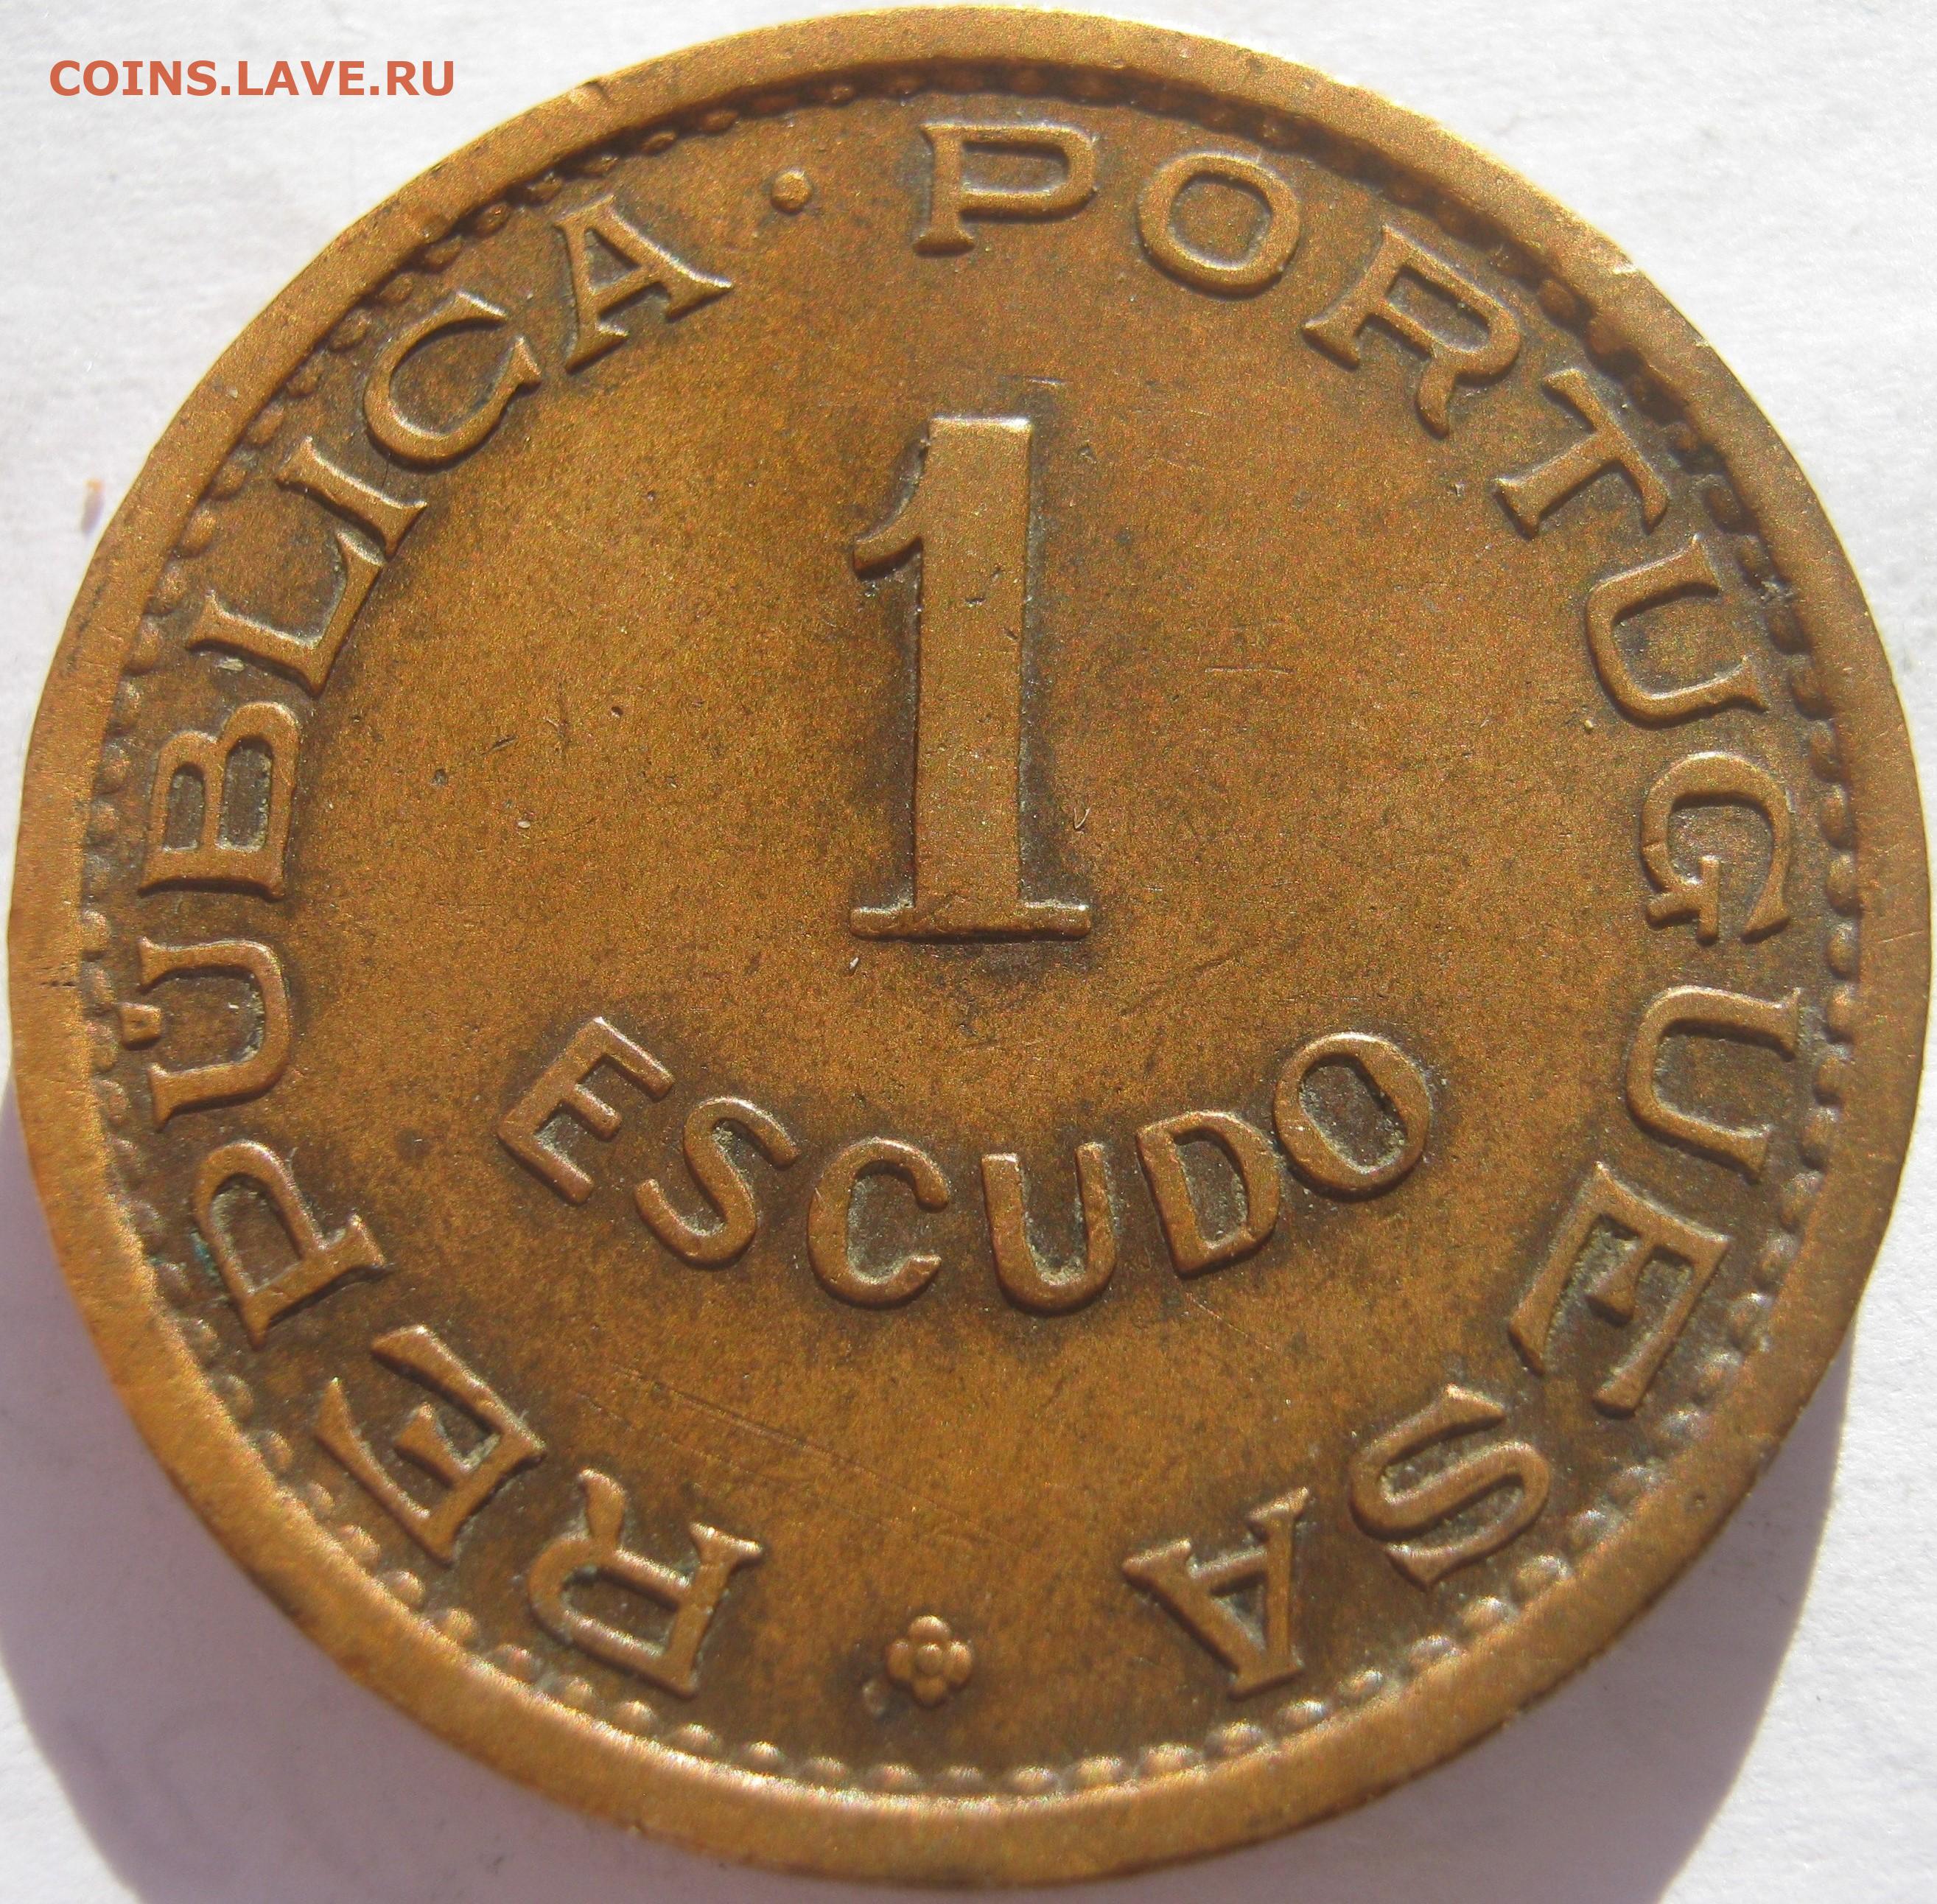 COINS.LAVE.RU
REPÚBLICA · PORTUGUESA
1
ESCUDO